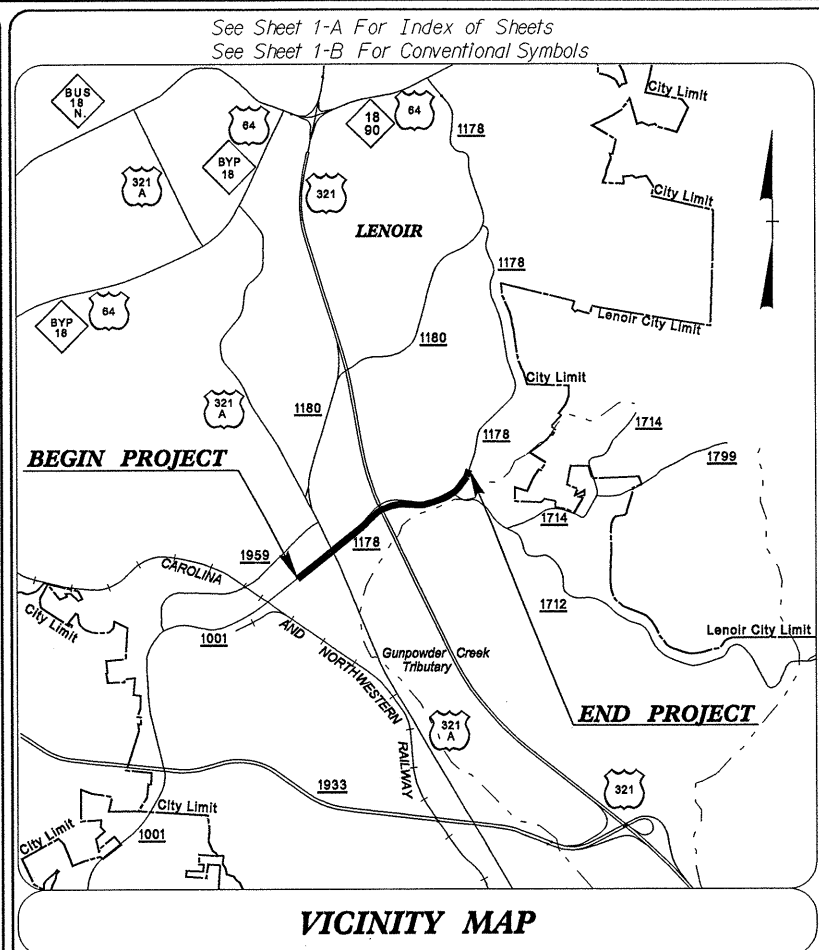 See Sheet 1-A For Index of Sheets
See Sheet 1-B For Conventional Symbols
BUS
18
N.
64
BYP
18
321
A
18
90
64
1178
321
LENOIR
City Limit
City Limit
1178
Lenoir City Limit
BYP
18
64
1180
City Limit
321
A
1180
1178
1714
1799
BEGIN PROJECT
1714
1959
1178
CAROLINA
AND
NORTHWESTERN
RAILWAY
1712
City Limit
1001
Lenoir City Limit
Gunpowder Creek
Tributary
321
A
END PROJECT
1933
321
City Limit
City Limit
1001
VICINITY MAP